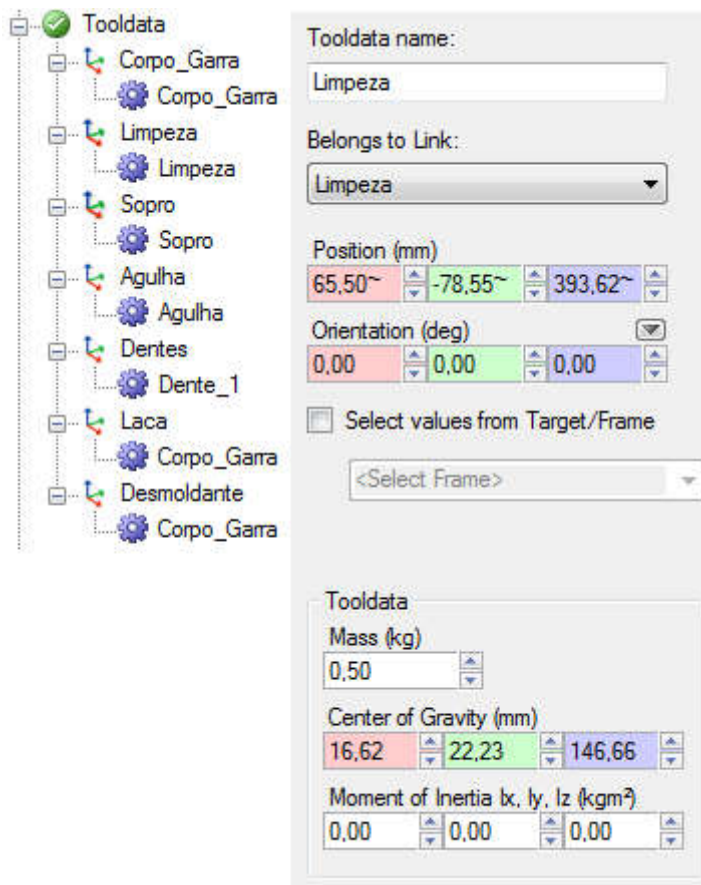 Tooldata
Corpo_Garra
Corpo_Garra
Limpeza
Limpeza
Sopro
Sopro
Agulha
Agulha
Dentes
Dente_1
Laca
Corpo_Garra
Desmoldante
Corpo_Garra
Tooldata name:
Limpeza
Belongs to Link:
Limpeza
Position (mm)
65,50~ -78,55~ 393,62~
Orientation (deg)
0,00 0,00 0,00
Select values from Target/Frame
<Select Frame>
Tooldata
Mass (kg)
0,50
Center of Gravity (mm)
16,62 22,23 146,66
Moment of Inertia Ix, Iy, Iz (kgm²)
0,00 0,00 0,00